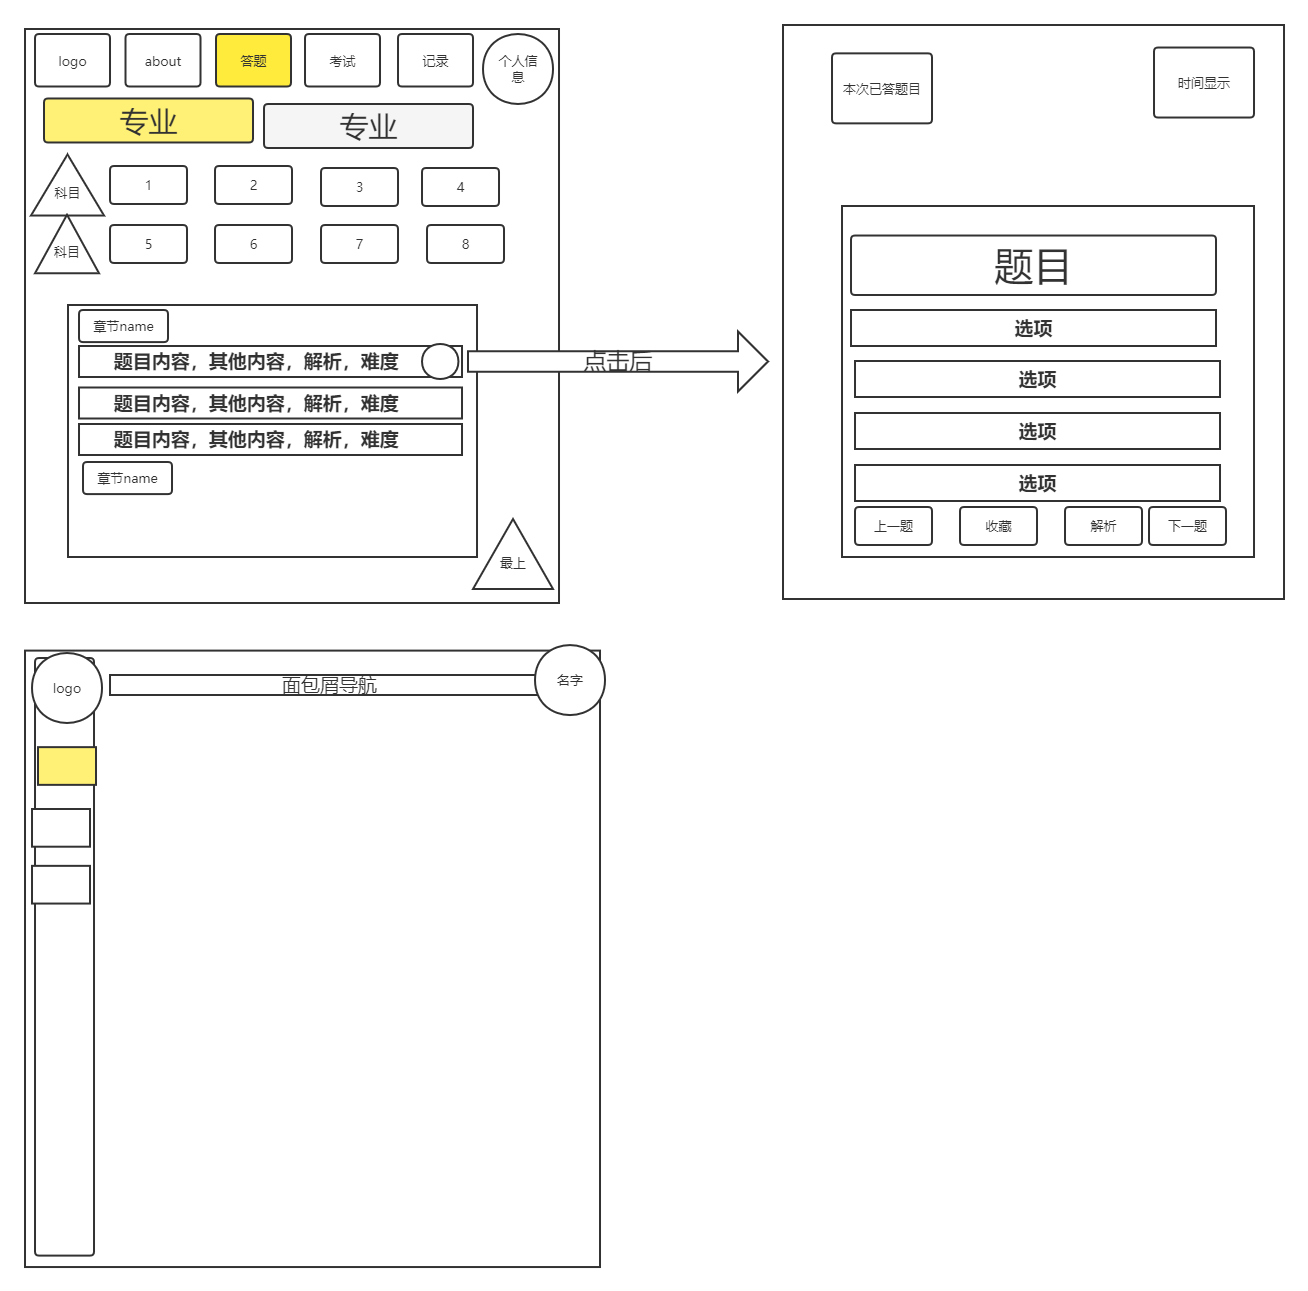 logo
about
答题
考试
记录
个人信
息
专业
专业
科目
1
2
3
4
科目
5
6
7
8
章节name
题目内容，其他内容，解析，难度
题目内容，其他内容，解析，难度
题目内容，其他内容，解析，难度
章节name
最上
点击后
本次已答题目
时间显示
题目
选项
选项
选项
选项
上一题
收藏
解析
下一题
logo
面包屑导航
名字